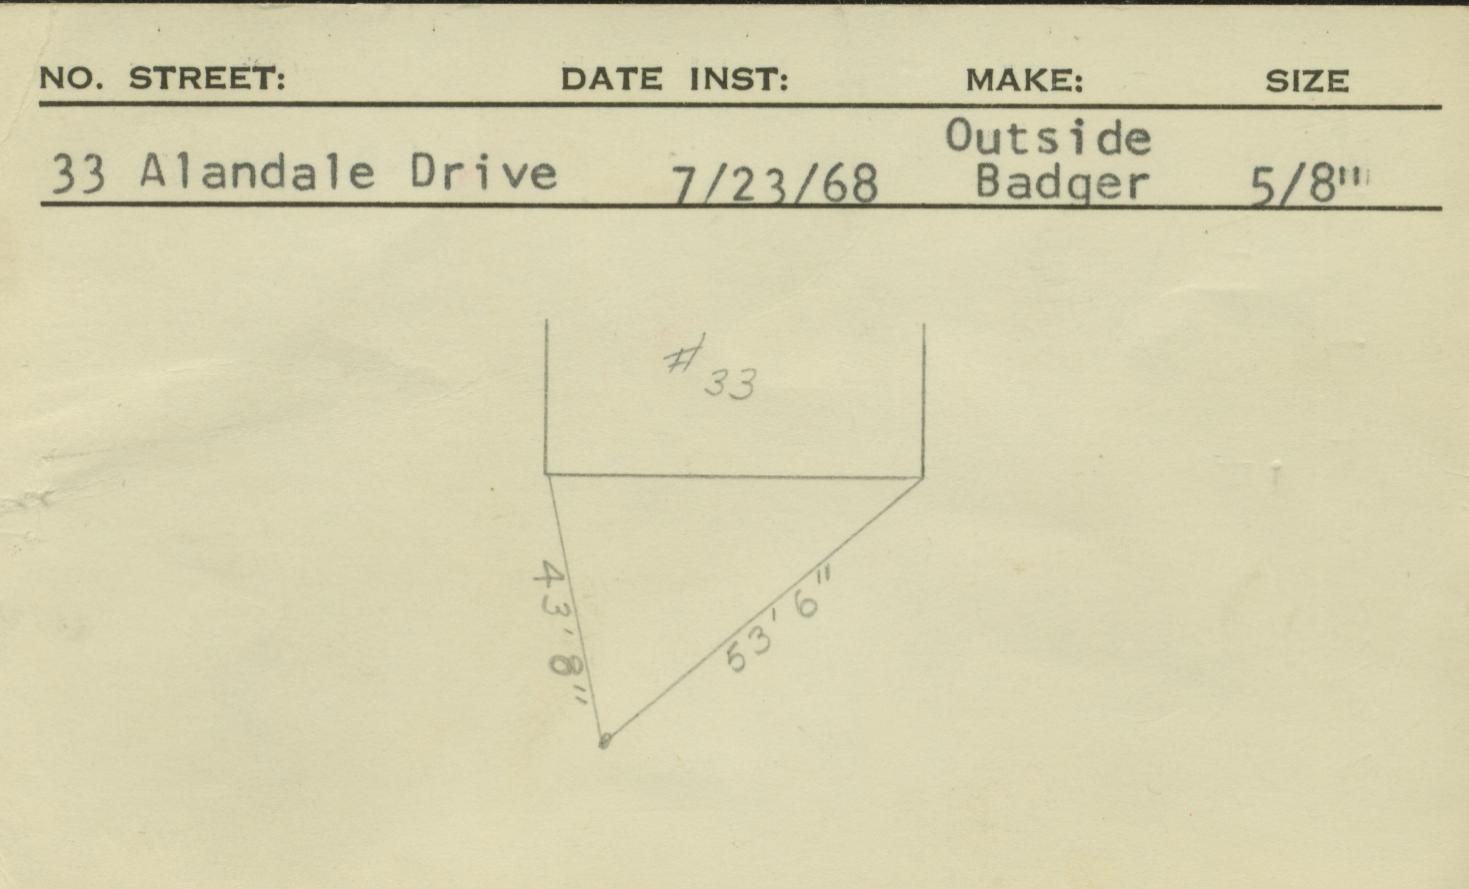 NO. STREET: DATE INST: MAKE: SIZE
Outside
33 Alandale Drive 7/23/68 Badger 5/8"
# 33
43' 8"
53' 6"